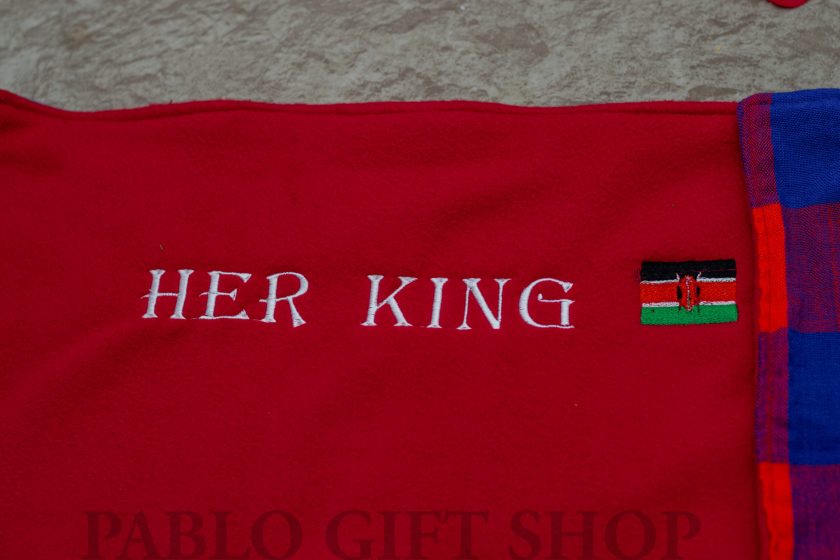 HER KING
PABLO GIFT SHOP